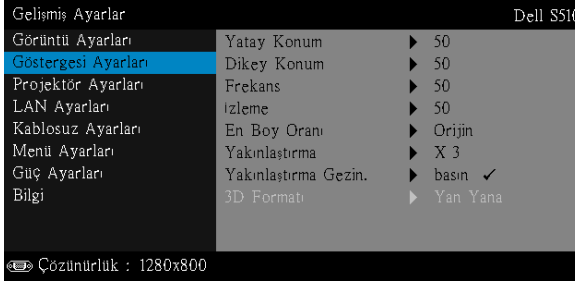 Gelişmiş Ayarlar
Dell S510
Görüntü Ayarları
Göstergesi Ayarları
Projektör Ayarları
LAN Ayarları
Kablosuz Ayarları
Menü Ayarları
Güç Ayarları
Bilgi
Yatay Konum ▶ 50
Dikey Konum ▶ 50
Frekans ▶ 50
İzleme ▶ 50
En Boy Oranı ▶ Orijin
Yakınlaştırma ▶ X 3
Yakınlaştırma Gezin. ▶ basın ✓
3D Formatı ▶ Yan Yana
Çözünürlük : 1280x800